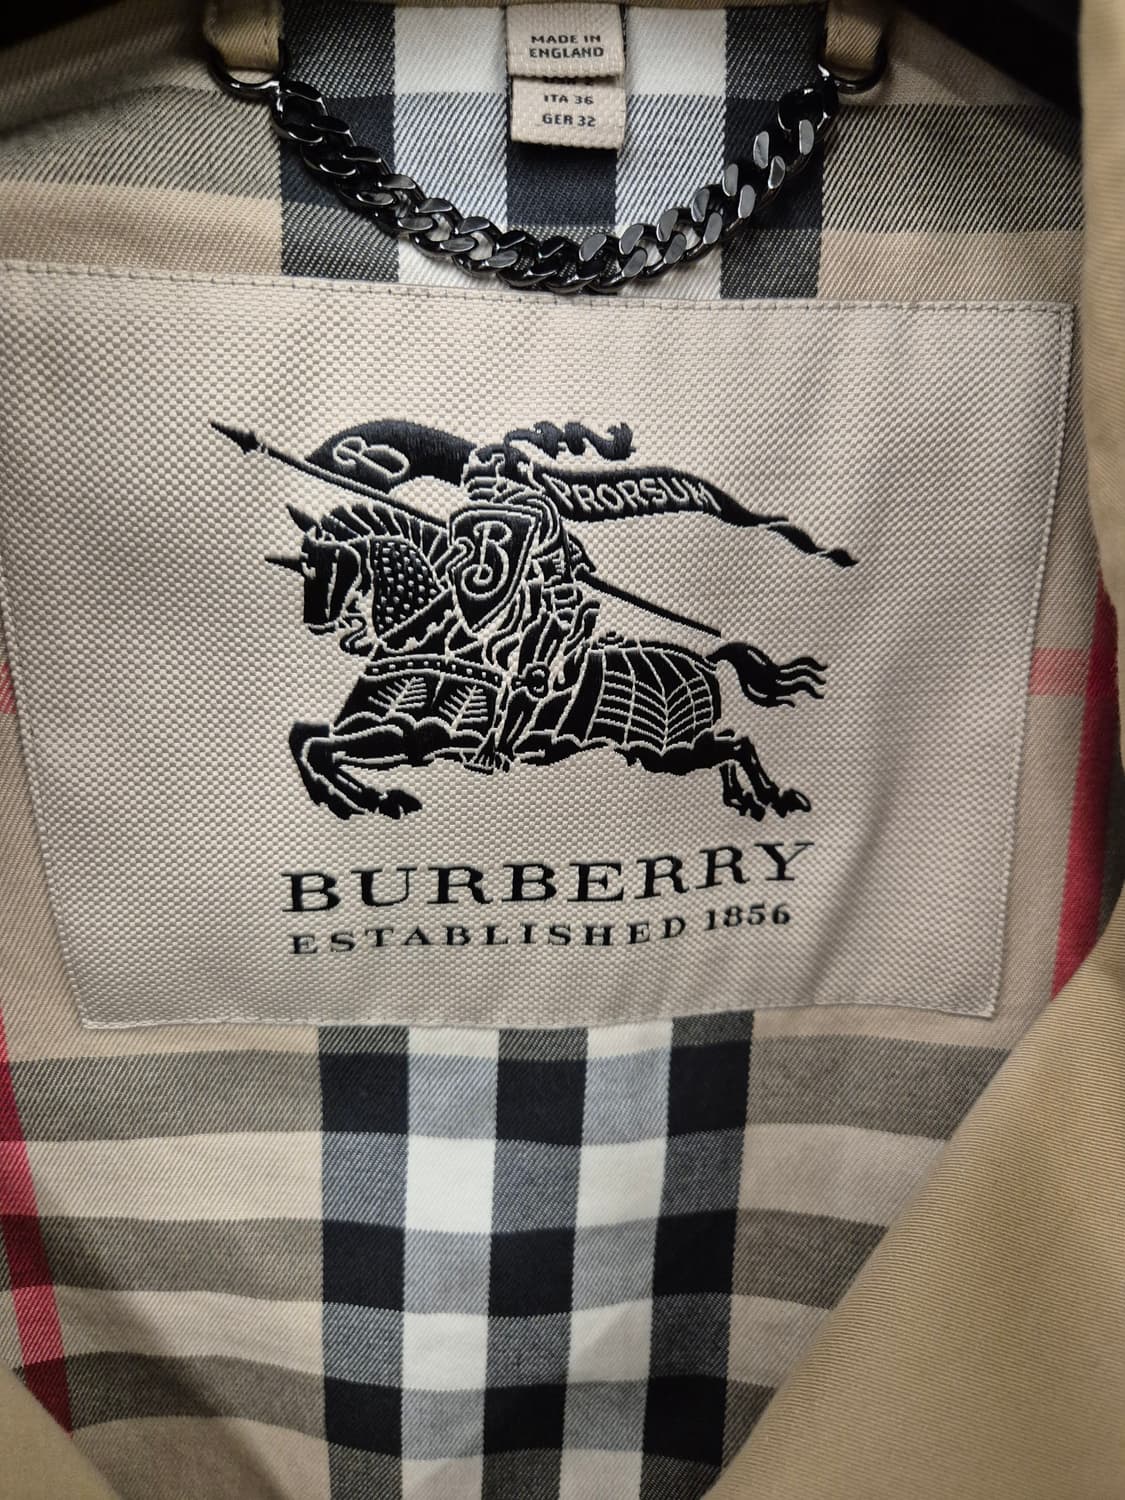 MADE IN
ENGLAND
ITA 36
GER 32
B
PRORSUM
B
BURBERRY
ESTABLISHED 1856